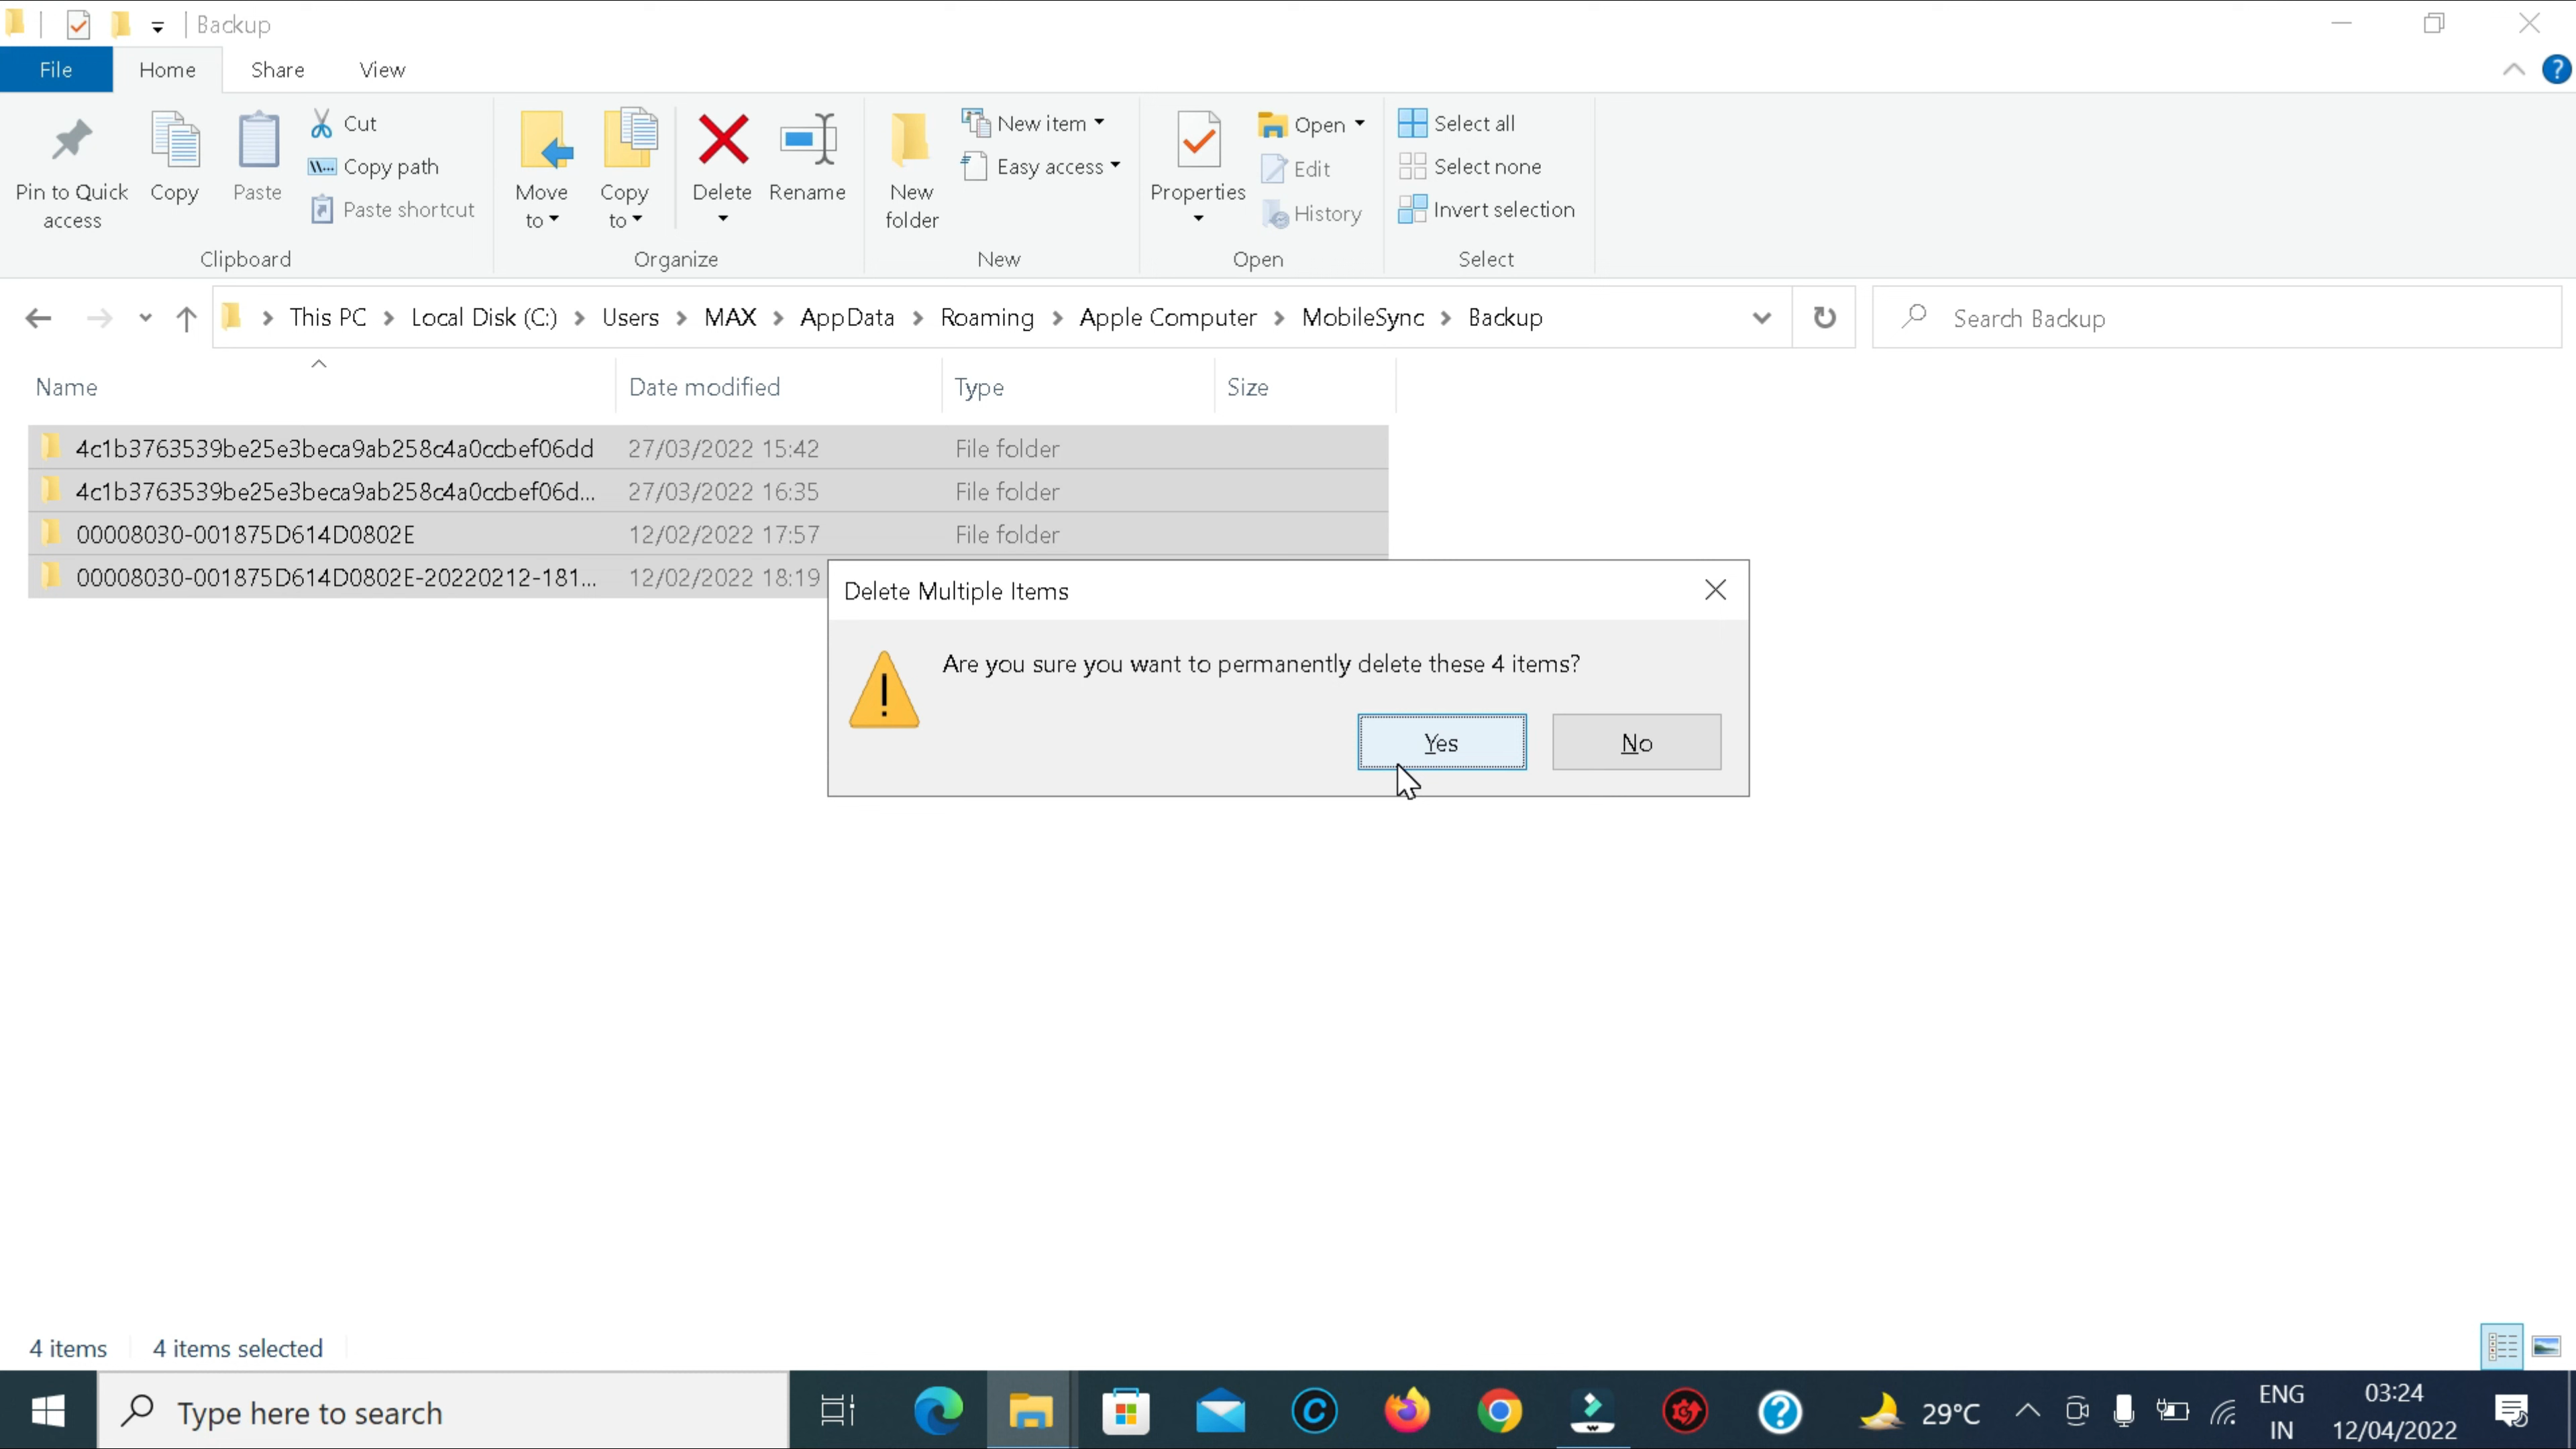 Backup
File Home Share View
Pin to Quick access
Copy
Paste
Cut
Copy path
Paste shortcut
Clipboard
Move to
Copy to
Delete
Rename
Organize
New folder
New item
Easy access
New
Properties
Open
Edit
History
Open
Select all
Select none
Invert selection
Select
This PC Local Disk (C:) Users MAX AppData Roaming Apple Computer MobileSync Backup
Search Backup
Name Date modified Type Size
4c1b3763539be25e3beca9ab258c4a0ccbef06dd 27/03/2022 15:42 File folder
4c1b3763539be25e3beca9ab258c4a0ccbef06d... 27/03/2022 16:35 File folder
00008030-001875D614D0802E 12/02/2022 17:57 File folder
00008030-001875D614D0802E-20220212-181... 12/02/2022 18:19
Delete Multiple Items
Are you sure you want to permanently delete these 4 items?
Yes No
4 items 4 items selected
Type here to search
29°C
ENG
IN
03:24
12/04/2022